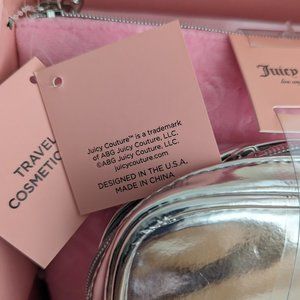 TRAVEL
COSMETIC
Juicy Couture™ is a trademark
of ABG Juicy Couture, LLC.
©ABG Juicy Couture, LLC.
juicycouture.com
DESIGNED IN THE U.S.A.
MADE IN CHINA
Juicy